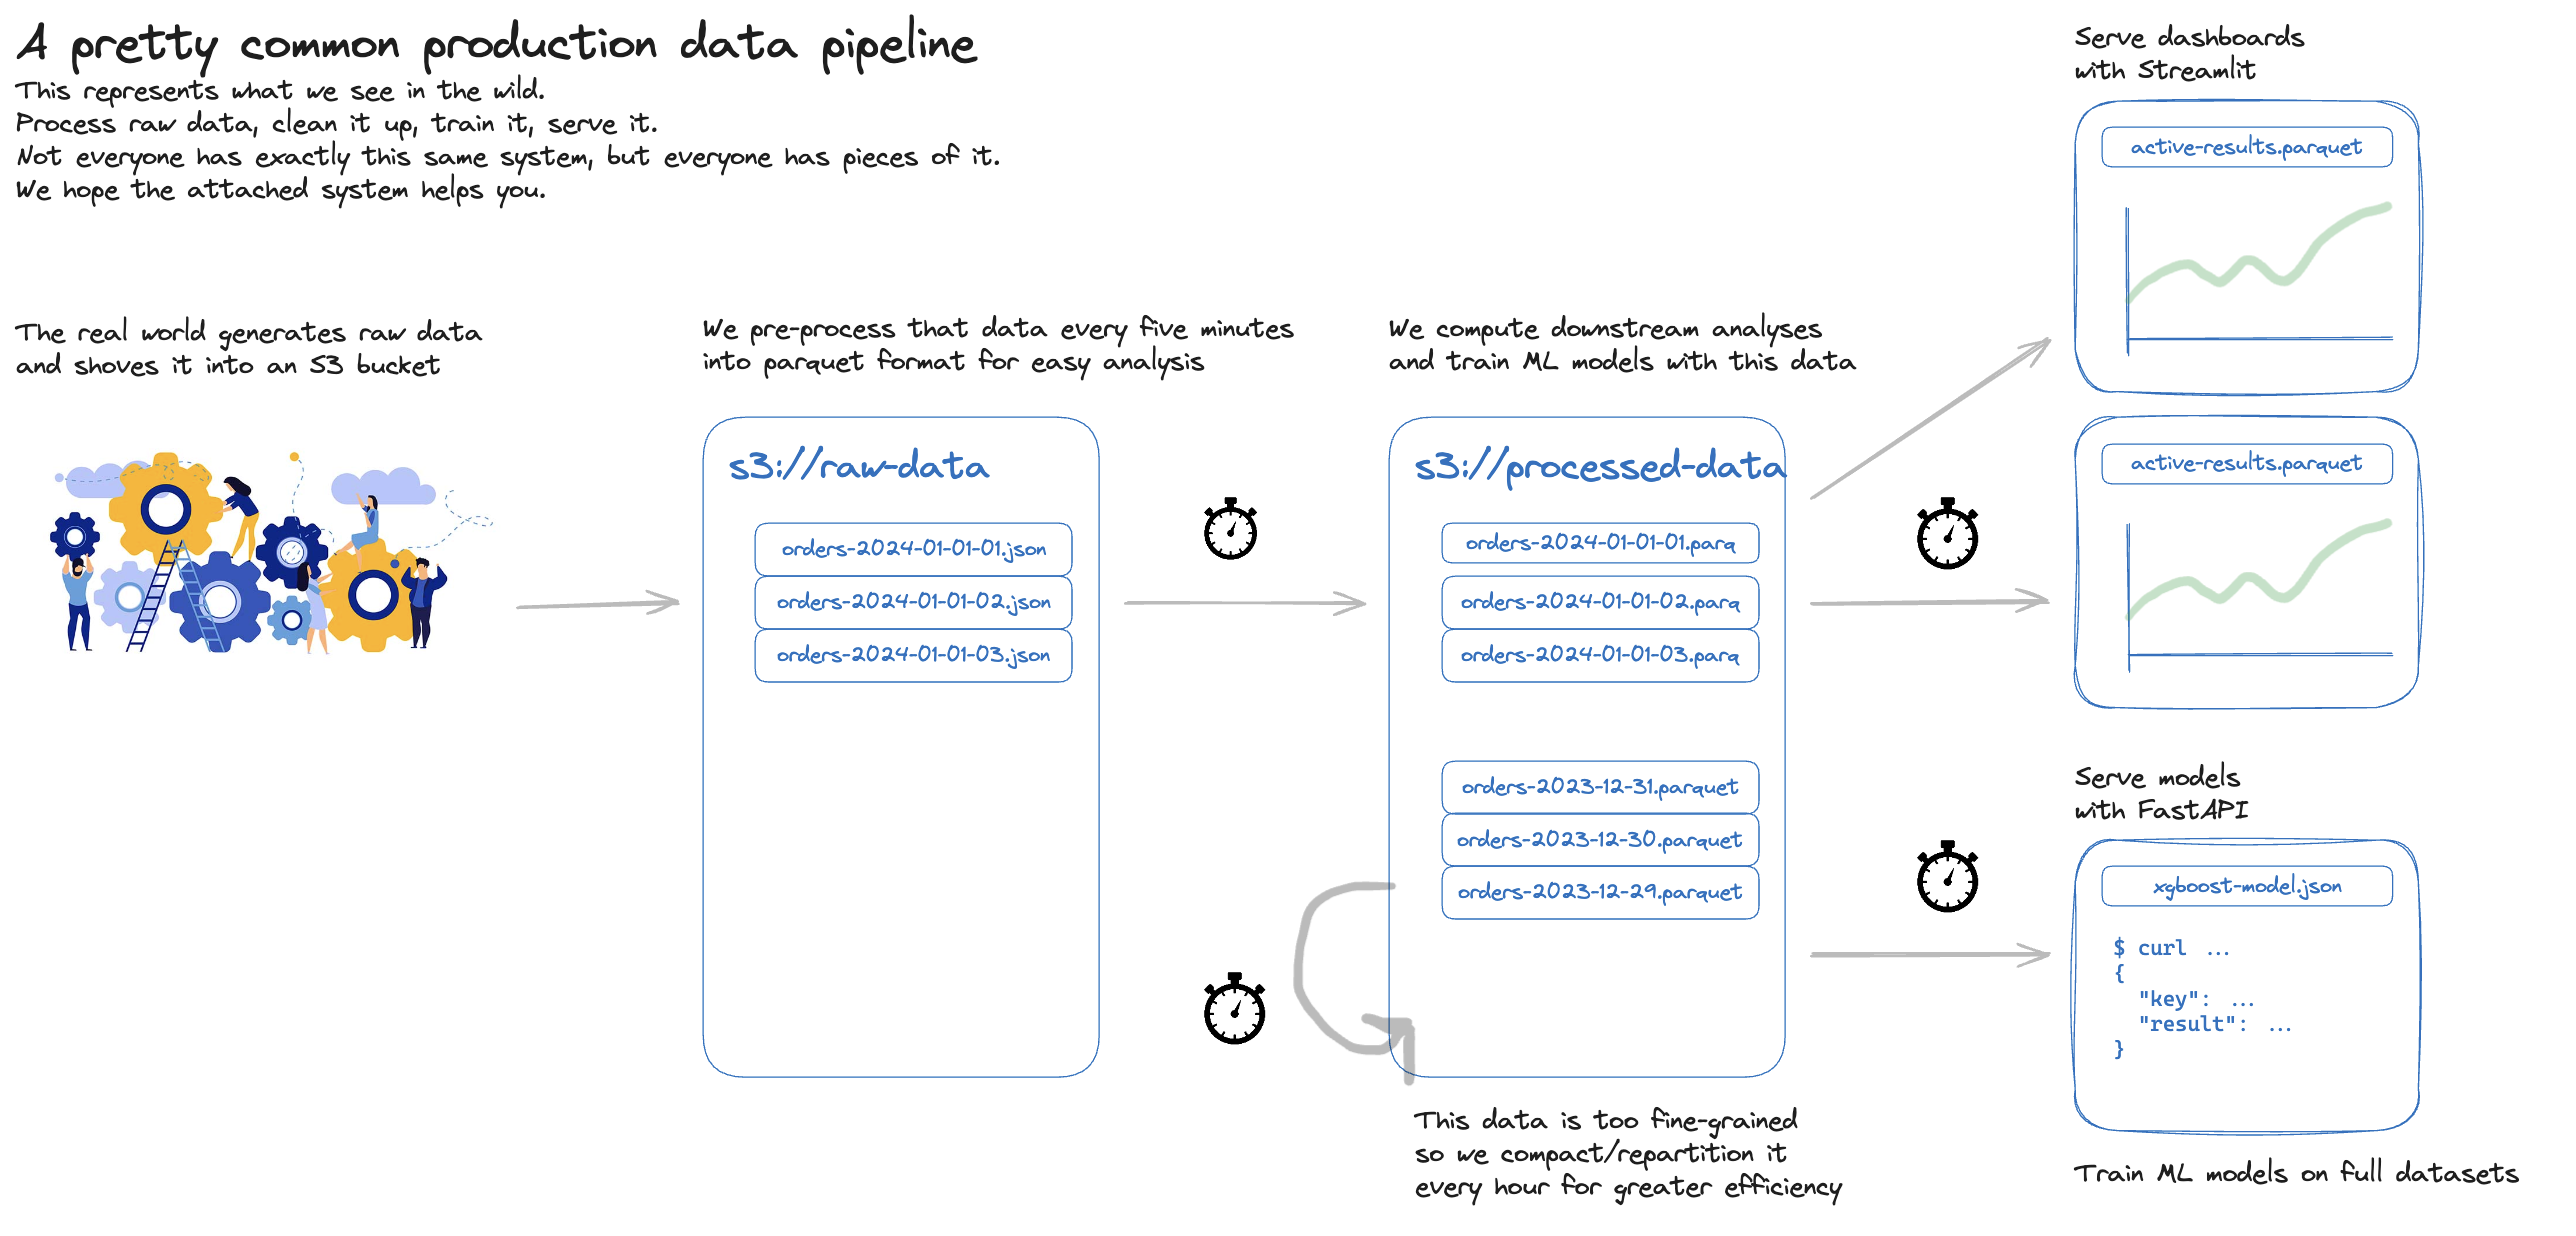 A pretty common production data pipeline
This represents what we see in the wild.
Process raw data, clean it up, train it, serve it.
Not everyone has exactly this same system, but everyone has pieces of it.
We hope the attached system helps you.
The real world generates raw data
and shoves it into an S3 bucket
We pre-process that data every five minutes
into parquet format for easy analysis
s3://raw-data
orders-2024-01-01-01.json
orders-2024-01-01-02.json
orders-2024-01-01-03.json
We compute downstream analyses
and train ML models with this data
s3://processed-data
orders-2024-01-01-01.parq
orders-2024-01-01-02.parq
orders-2024-01-01-03.parq
orders-2023-12-31.parquet
orders-2023-12-30.parquet
orders-2023-12-29.parquet
This data is too fine-grained
so we compact/repartition it
every hour for greater efficiency
Serve dashboards
with Streamlit
active-results.parquet
active-results.parquet
Serve models
with FastAPI
xgboost-model.json
$ curl ...
{
"key": ...
"result": ...
}
Train ML models on full datasets